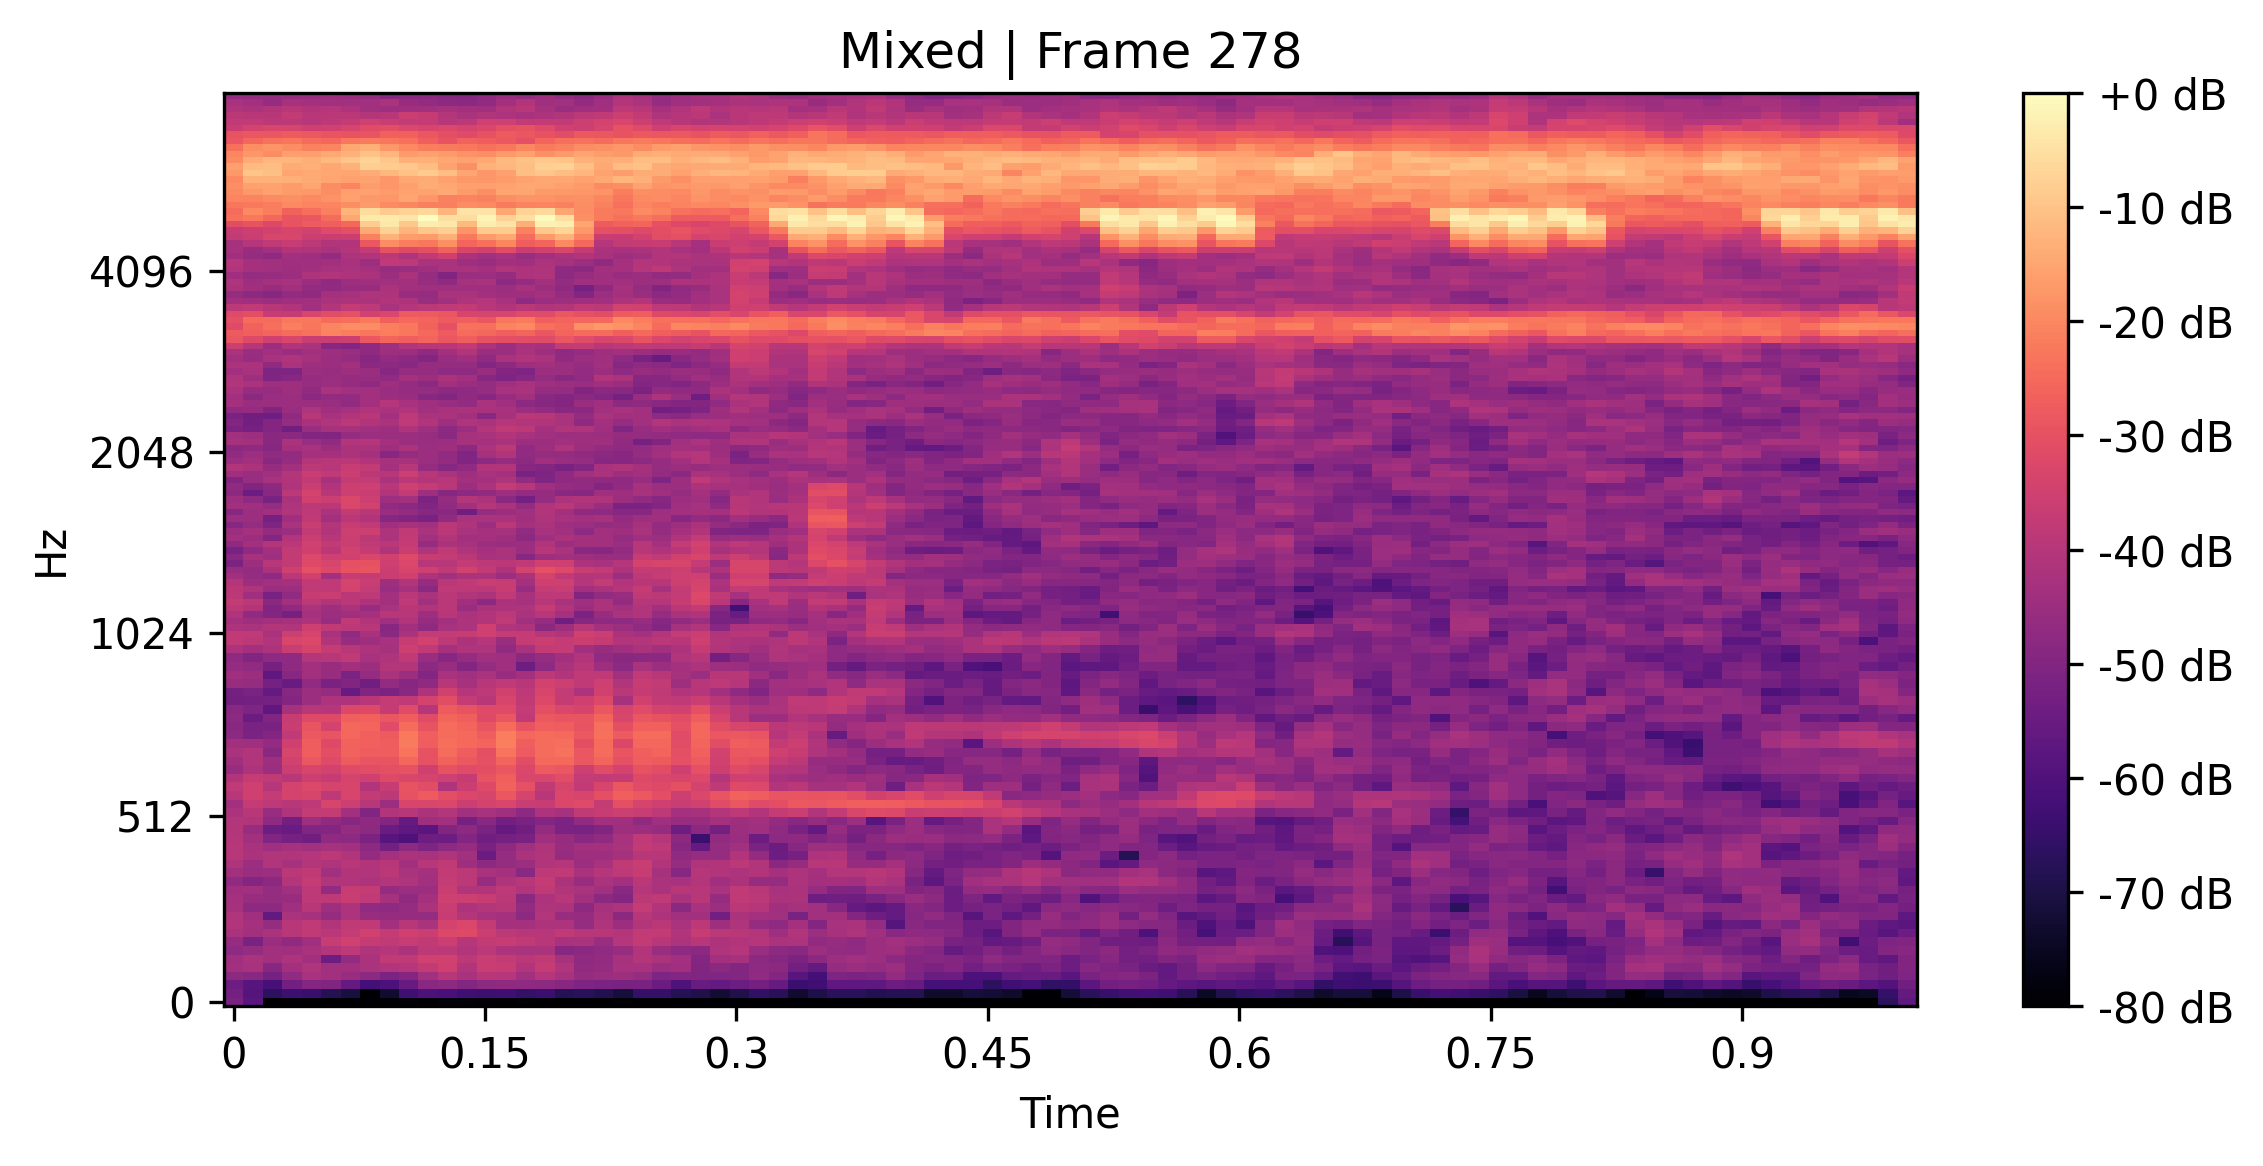 Mixed | Frame 278
+0 dB
-10 dB
-20 dB
-30 dB
-40 dB
-50 dB
-60 dB
-70 dB
-80 dB
Hz
4096
2048
1024
512
0
0 0.15 0.3 0.45 0.6 0.75 0.9
Time